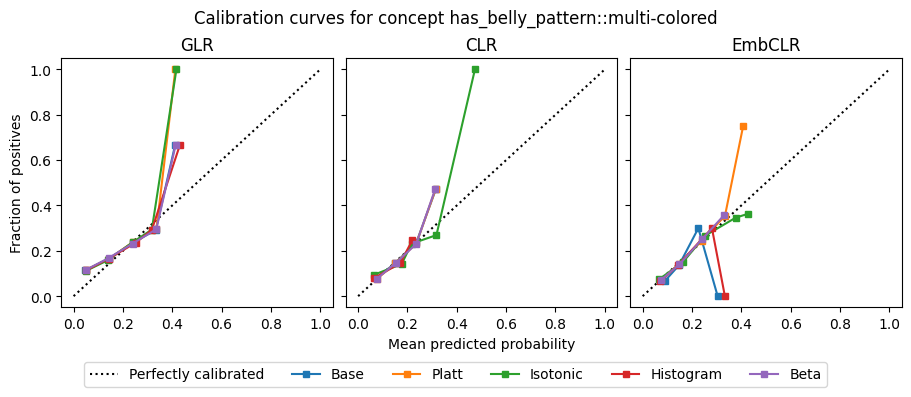 Calibration curves for concept has_belly_pattern::multi-colored
GLR
CLR
EmbCLR
Fraction of positives
1.0
0.8
0.6
0.4
0.2
0.0
0.0 0.2 0.4 0.6 0.8 1.0
0.0 0.2 0.4 0.6 0.8 1.0
0.0 0.2 0.4 0.6 0.8 1.0
Mean predicted probability
Perfectly calibrated Base Platt Isotonic Histogram Beta